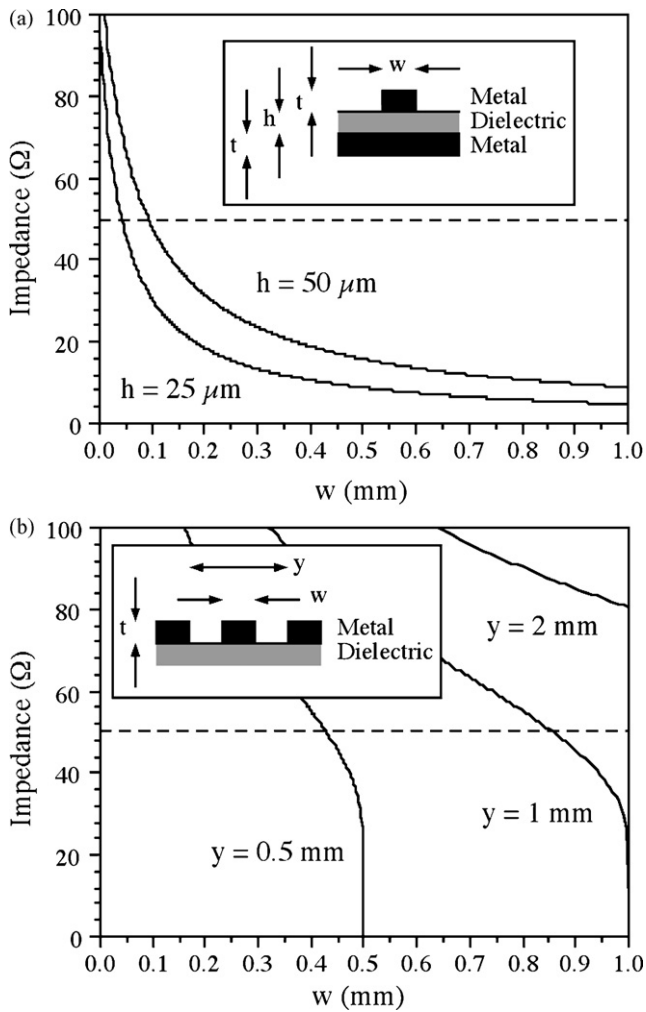 (a)
100
80
60
40
20
0
Impedance (Ω)
w
t
h
t
Metal
Dielectric
Metal
h = 50 μm
h = 25 μm
0.0 0.1 0.2 0.3 0.4 0.5 0.6 0.7 0.8 0.9 1.0
w (mm)
(b)
100
80
60
40
20
0
Impedance (Ω)
y
w
t
Metal
Dielectric
y = 2 mm
y = 1 mm
y = 0.5 mm
0.0 0.1 0.2 0.3 0.4 0.5 0.6 0.7 0.8 0.9 1.0
w (mm)